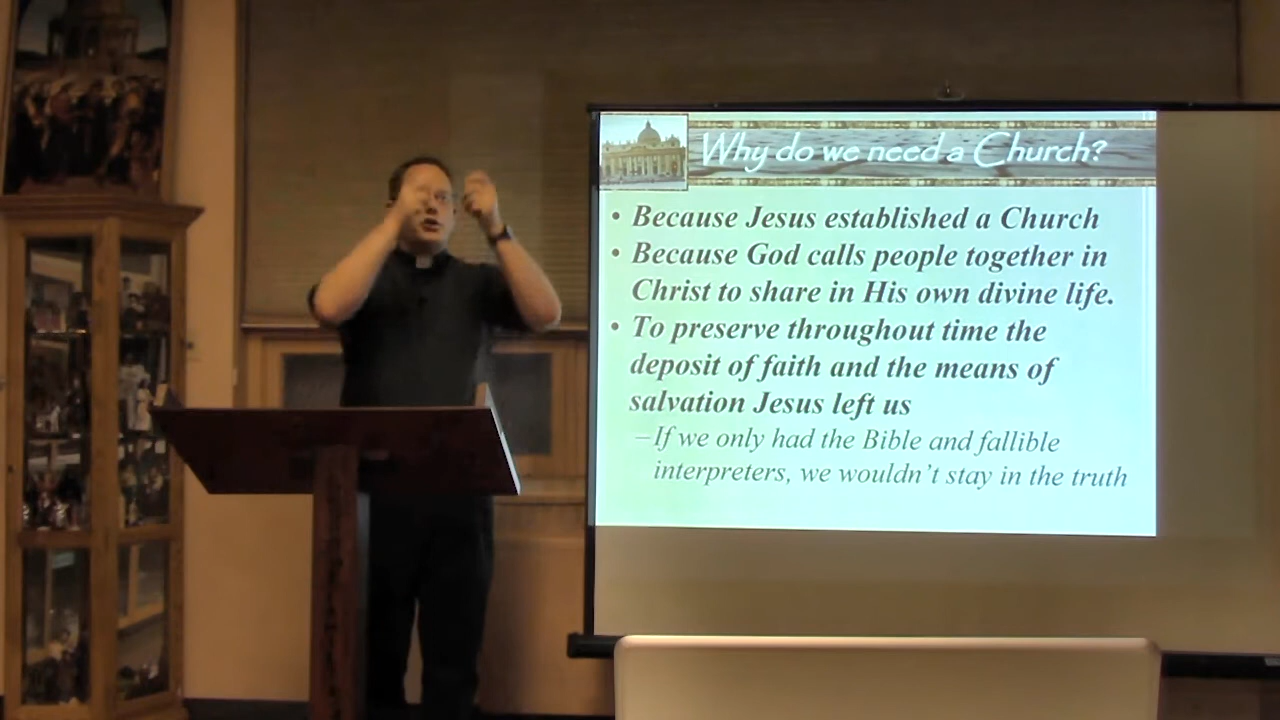 Why do we need a Church?
• Because Jesus established a Church
• Because God calls people together in
Christ to share in His own divine life.
• To preserve throughout time the
deposit of faith and the means of
salvation Jesus left us
–If we only had the Bible and fallible
interpreters, we wouldn't stay in the truth